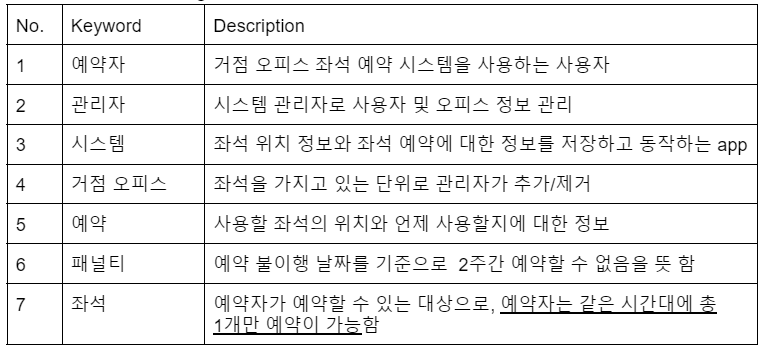 No. Keyword Description
1 예약자 거점 오피스 좌석 예약 시스템을 사용하는 사용자
2 관리자 시스템 관리자로 사용자 및 오피스 정보 관리
3 시스템 좌석 위치 정보와 좌석 예약에 대한 정보를 저장하고 동작하는 app
4 거점 오피스 좌석을 가지고 있는 단위로 관리자가 추가/제거
5 예약 사용할 좌석의 위치와 언제 사용할지에 대한 정보
6 패널티 예약 불이행 날짜를 기준으로 2주간 예약할 수 없음을 뜻 함
7 좌석 예약자가 예약할 수 있는 대상으로, 예약자는 같은 시간대에 총
1개만 예약이 가능함